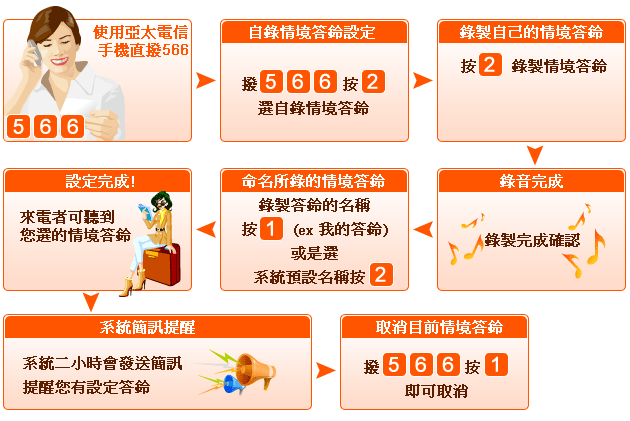 使用亞太電信
手機直撥566
5 6 6
自錄情境答鈴設定
撥 5 6 6 按 2
選自錄情境答鈴
錄製自己的情境答鈴
按 2 錄製情境答鈴
錄音完成
錄製完成確認
命名所錄的情境答鈴
錄製答鈴的名稱
按 1 (ex 我的答鈴)
或是選
系統預設名稱按 2
設定完成!
來電者可聽到
您選的情境答鈴
系統簡訊提醒
系統二小時會發送簡訊
提醒您有設定答鈴
取消目前情境答鈴
撥 5 6 6 按 1
即可取消